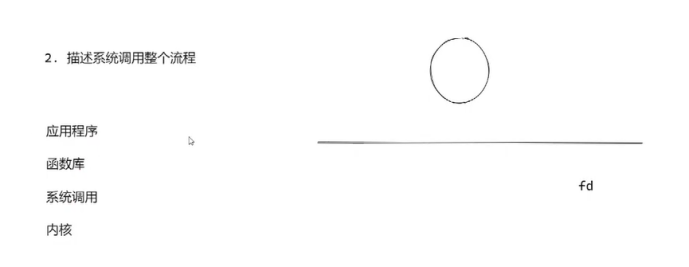 2. 描述系统调用整个流程
应用程序
函数库
系统调用
内核
fd